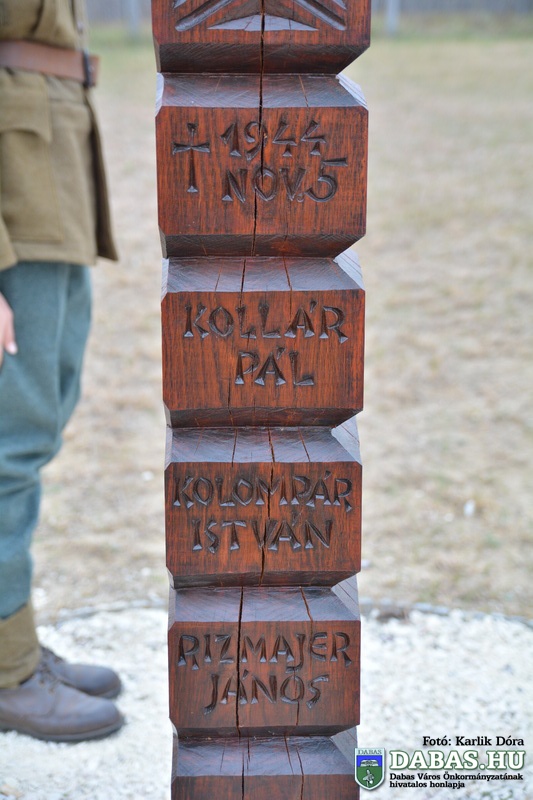 † 1944
NOV. 5
KOLLÁR
PÁL
KOLOMPÁR
ISTVÁN
RIZMAJER
JÁNOS
Fotó: Karlik Dóra
DABAS
DABAS.HU
Dabas Város Önkormányzatának
hivatalos honlapja